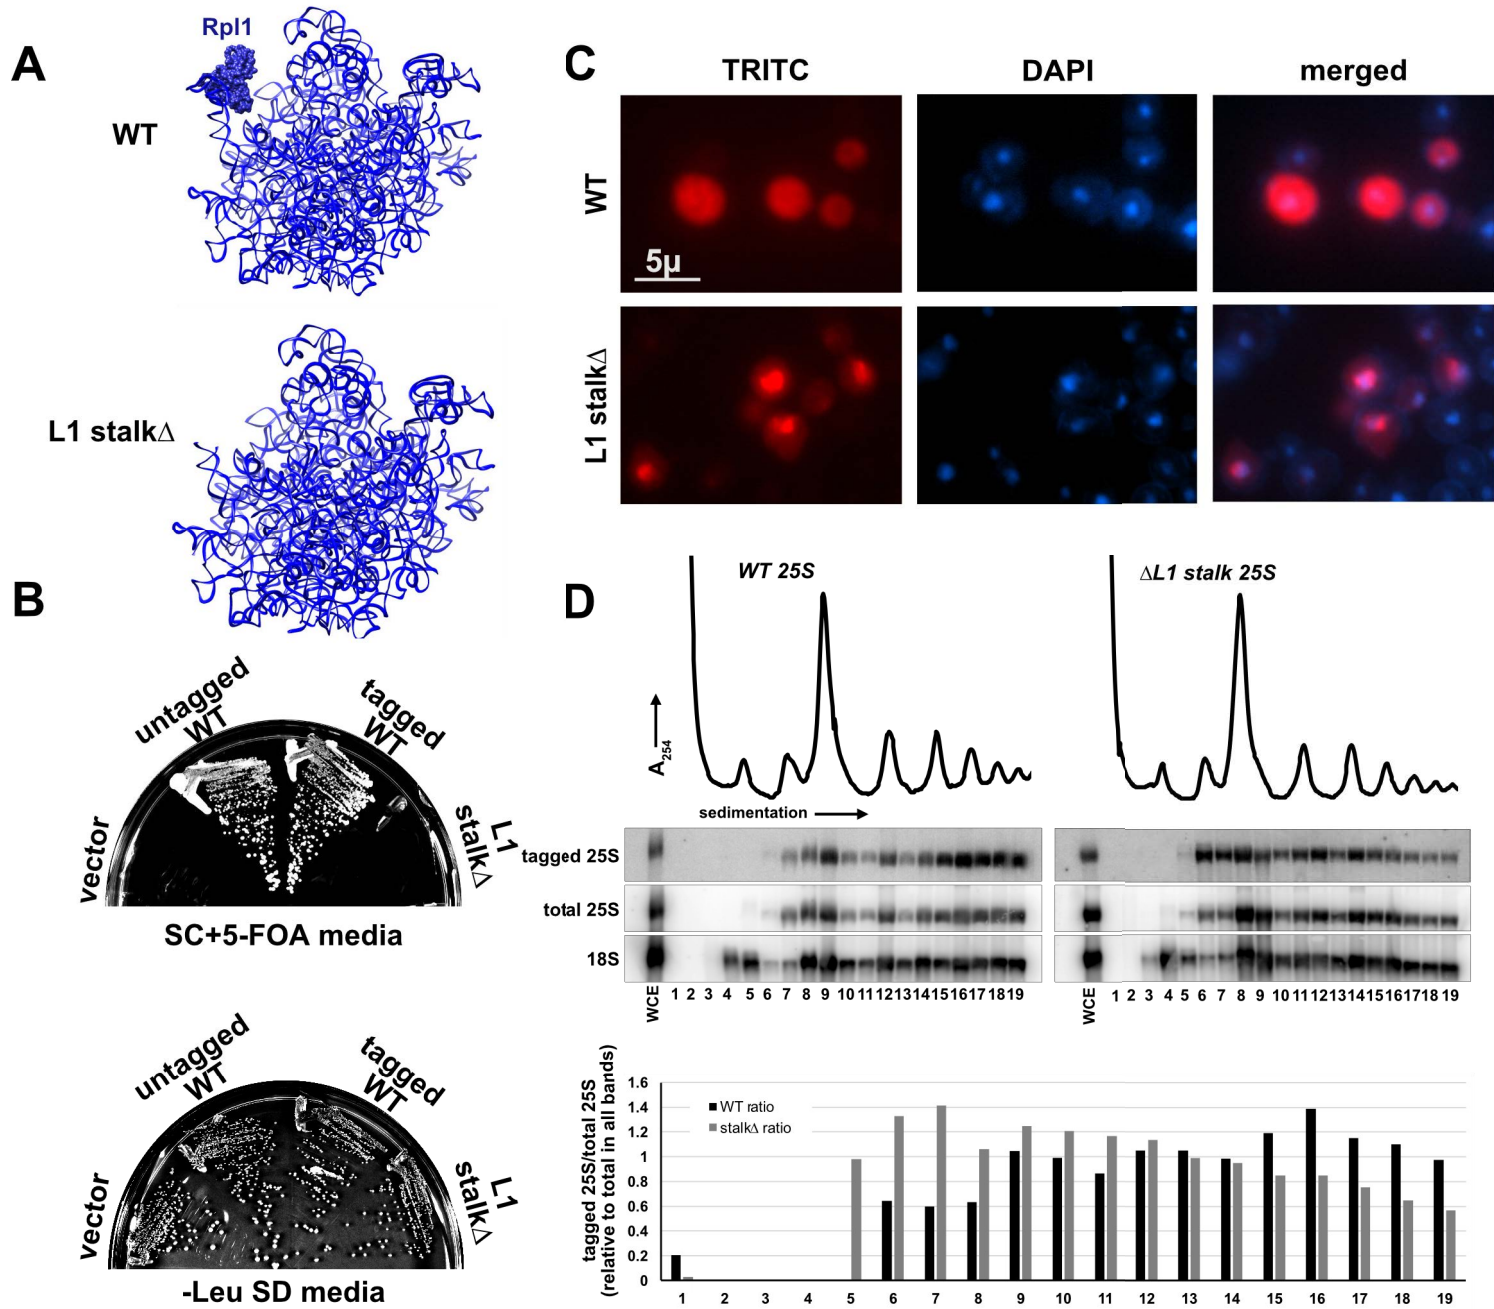 A
Rpl1
WT
L1 stalkΔ
B
untagged
WT
tagged
WT
vector
L1
stalkΔ
SC+5-FOA media
untagged
WT
tagged
WT
vector
L1
stalkΔ
-Leu SD media
C
TRITC
DAPI
merged
WT
5μ
L1 stalkΔ
D
WT 25S
ΔL1 stalk 25S
A254
sedimentation
tagged 25S
total 25S
18S
WCE 1 2 3 4 5 6 7 8 9 10 11 12 13 14 15 16 17 18 19
WCE 1 2 3 4 5 6 7 8 9 10 11 12 13 14 15 16 17 18 19
tagged 25S/total 25S
(relative to total in all bands)
1.6
1.4
1.2
1
0.8
0.6
0.4
0.2
0
WT ratio
stalkΔ ratio
1 2 3 4 5 6 7 8 9 10 11 12 13 14 15 16 17 18 19